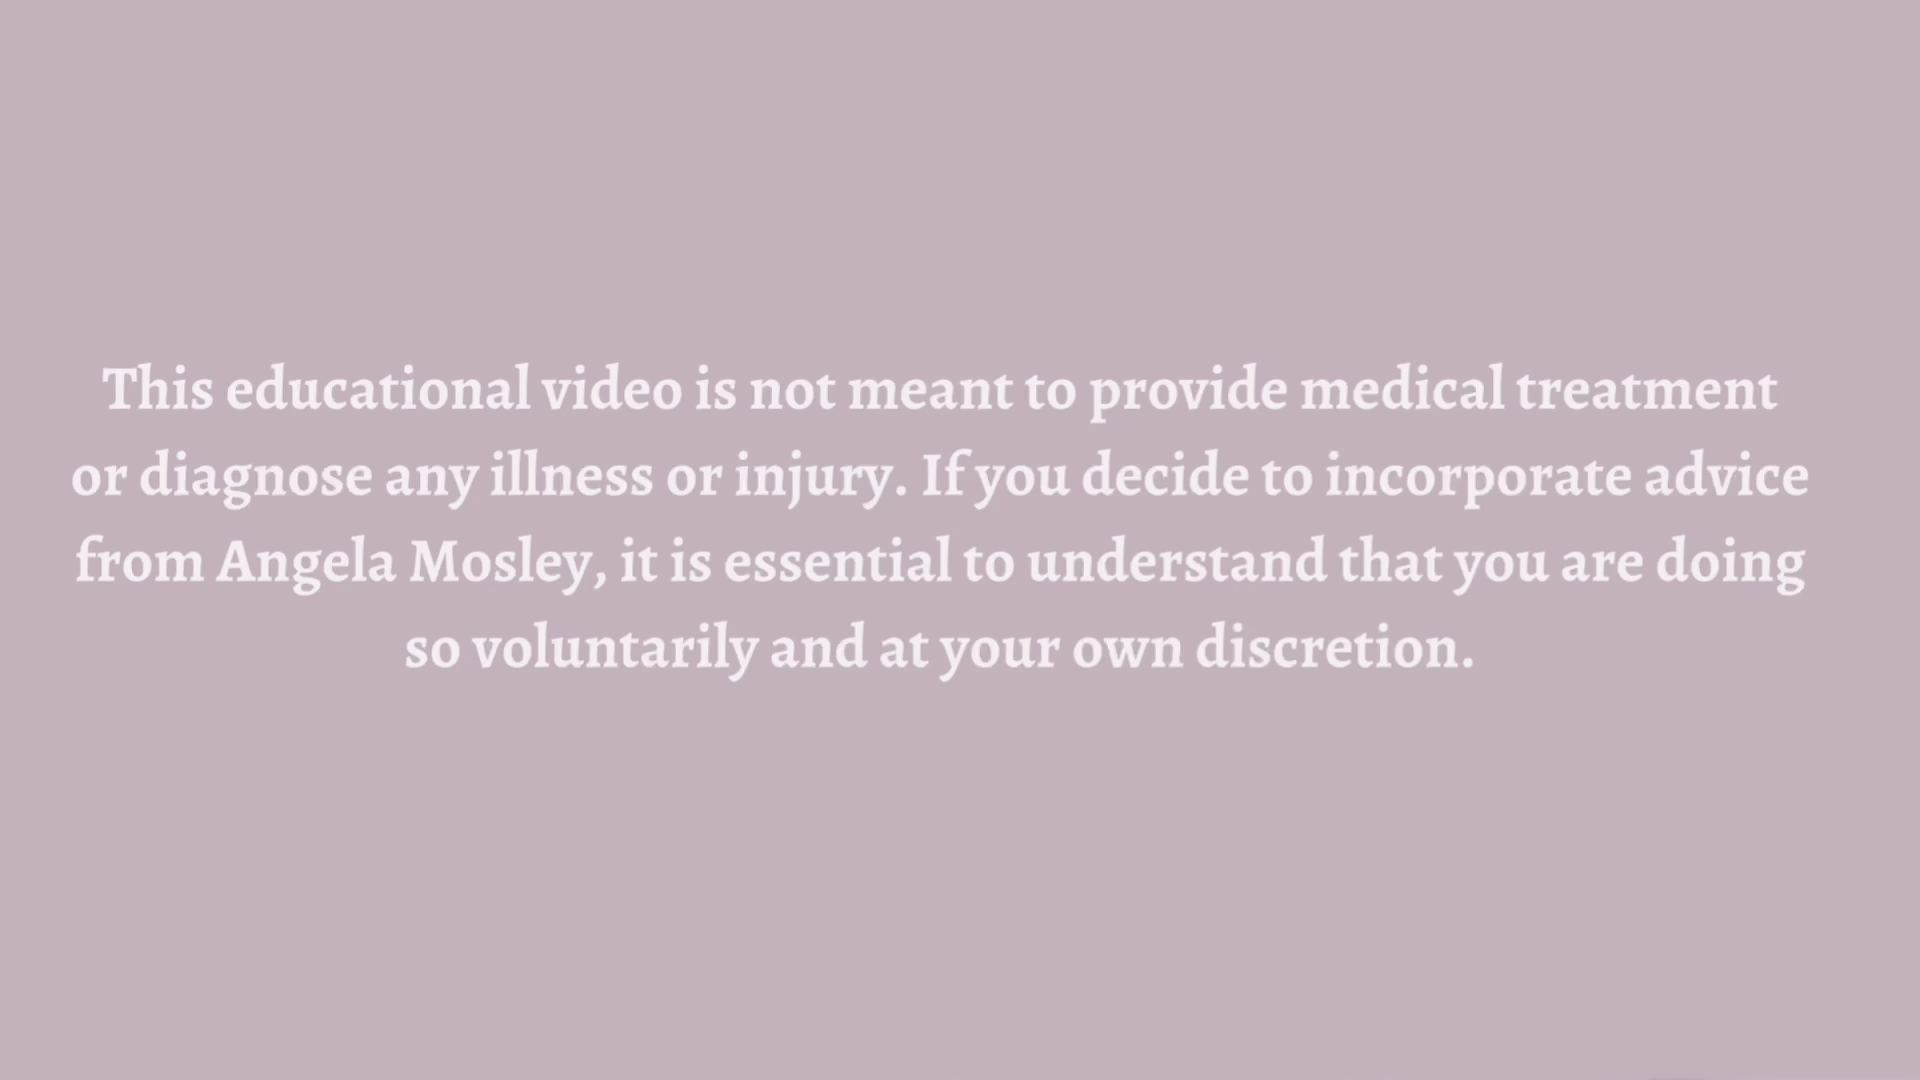 This educational video is not meant to provide medical treatment
or diagnose any illness or injury. If you decide to incorporate advice
from Angela Mosley, it is essential to understand that you are doing
so voluntarily and at your own discretion.